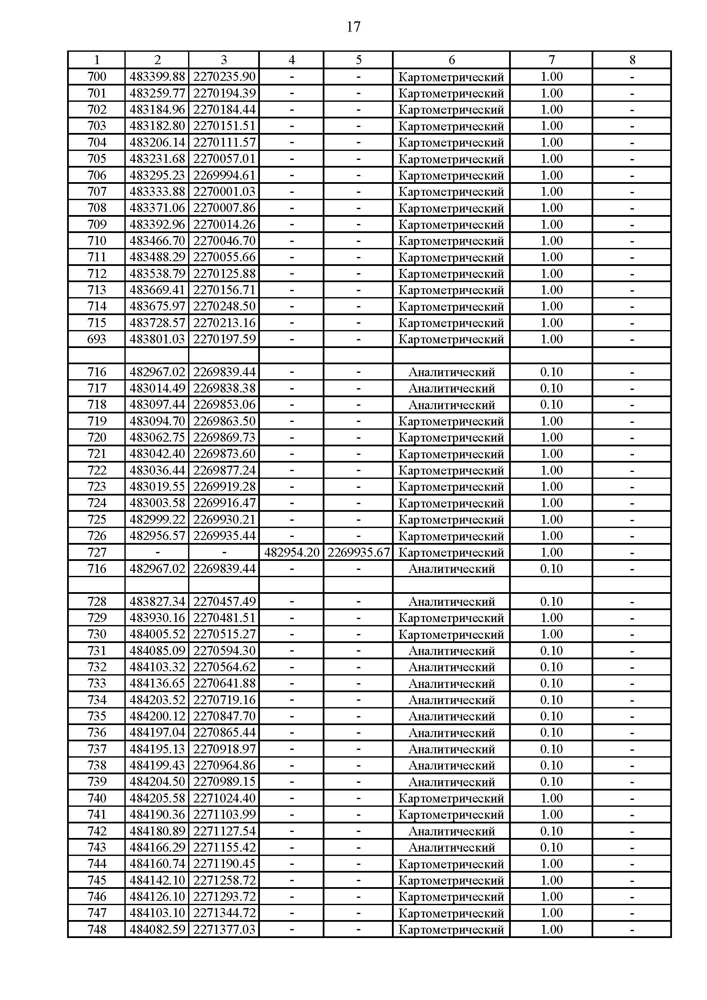 17
1 2 3 4 5 6 7 8
700 483399.88 2270235.90 - - Картометрический 1.00 -
701 483259.77 2270194.39 - - Картометрический 1.00 -
702 483184.96 2270184.44 - - Картометрический 1.00 -
703 483182.80 2270151.51 - - Картометрический 1.00 -
704 483206.14 2270111.57 - - Картометрический 1.00 -
705 483231.68 2270057.01 - - Картометрический 1.00 -
706 483295.23 2269994.61 - - Картометрический 1.00 -
707 483333.88 2270001.03 - - Картометрический 1.00 -
708 483371.06 2270007.86 - - Картометрический 1.00 -
709 483392.96 2270014.26 - - Картометрический 1.00 -
710 483466.70 2270046.70 - - Картометрический 1.00 -
711 483488.29 2270055.66 - - Картометрический 1.00 -
712 483538.79 2270125.88 - - Картометрический 1.00 -
713 483669.41 2270156.71 - - Картометрический 1.00 -
714 483675.97 2270248.50 - - Картометрический 1.00 -
715 483728.57 2270213.16 - - Картометрический 1.00 -
693 483801.03 2270197.59 - - Картометрический 1.00 -
716 482967.02 2269839.44 - - Аналитический 0.10 -
717 483014.49 2269838.38 - - Аналитический 0.10 -
718 483097.44 2269853.06 - - Аналитический 0.10 -
719 483094.70 2269863.50 - - Картометрический 1.00 -
720 483062.75 2269869.73 - - Картометрический 1.00 -
721 483042.40 2269873.60 - - Картометрический 1.00 -
722 483036.44 2269877.24 - - Картометрический 1.00 -
723 483019.55 2269919.28 - - Картометрический 1.00 -
724 483003.58 2269916.47 - - Картометрический 1.00 -
725 482999.22 2269930.21 - - Картометрический 1.00 -
726 482956.57 2269935.44 - - Картометрический 1.00 -
727 - - 482954.20 2269935.67 Картометрический 1.00 -
716 482967.02 2269839.44 - - Аналитический 0.10 -
728 483827.34 2270457.49 - - Аналитический 0.10 -
729 483930.16 2270481.51 - - Картометрический 1.00 -
730 484005.52 2270515.27 - - Картометрический 1.00 -
731 484085.09 2270594.30 - - Аналитический 0.10 -
732 484103.32 2270564.62 - - Аналитический 0.10 -
733 484136.65 2270641.88 - - Аналитический 0.10 -
734 484203.52 2270719.16 - - Аналитический 0.10 -
735 484200.12 2270847.70 - - Аналитический 0.10 -
736 484197.04 2270865.44 - - Аналитический 0.10 -
737 484195.13 2270918.97 - - Аналитический 0.10 -
738 484199.43 2270964.86 - - Аналитический 0.10 -
739 484204.50 2270989.15 - - Аналитический 0.10 -
740 484205.58 2271024.40 - - Картометрический 1.00 -
741 484190.36 2271103.99 - - Картометрический 1.00 -
742 484180.89 2271127.54 - - Аналитический 0.10 -
743 484166.29 2271155.42 - - Аналитический 0.10 -
744 484160.74 2271190.45 - - Картометрический 1.00 -
745 484142.10 2271258.72 - - Картометрический 1.00 -
746 484126.10 2271293.72 - - Картометрический 1.00 -
747 484103.10 2271344.72 - - Картометрический 1.00 -
748 484082.59 2271377.03 - - Картометрический 1.00 -